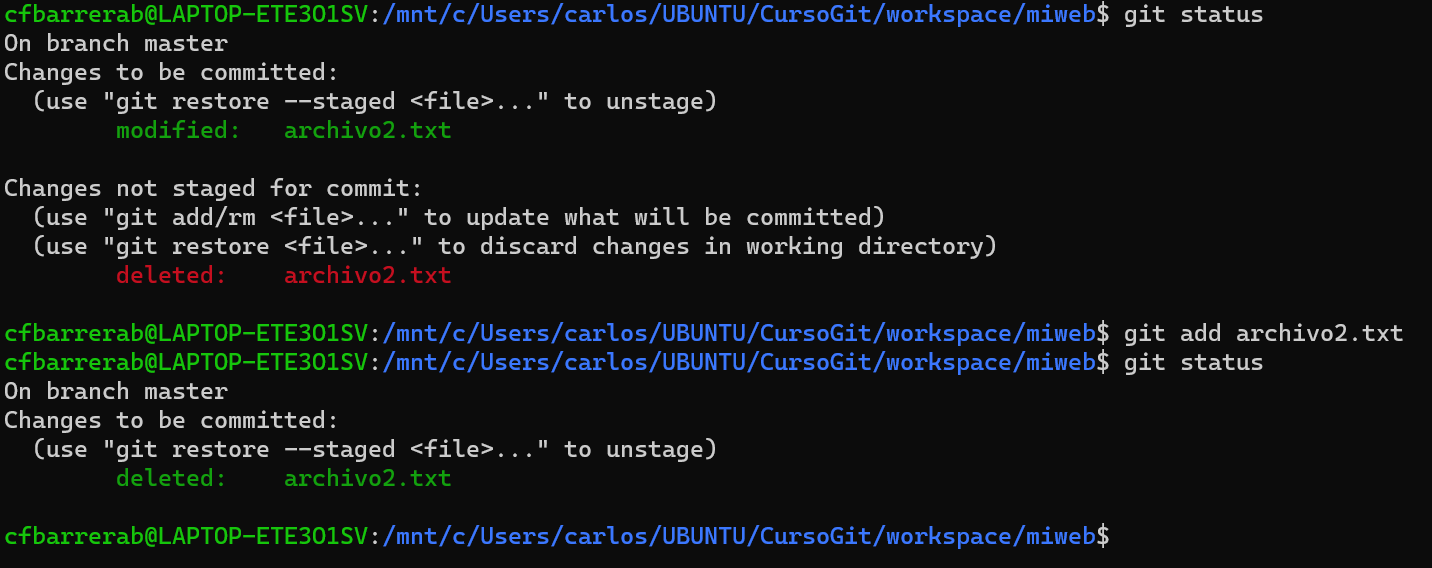 cfbarrerab@LAPTOP-ETE3O1SV:/mnt/c/Users/carlos/UBUNTU/CursoGit/workspace/miweb$ git status
On branch master
Changes to be committed:
  (use "git restore --staged <file>..." to unstage)
        modified:   archivo2.txt

Changes not staged for commit:
  (use "git add/rm <file>..." to update what will be committed)
  (use "git restore <file>..." to discard changes in working directory)
        deleted:    archivo2.txt

cfbarrerab@LAPTOP-ETE3O1SV:/mnt/c/Users/carlos/UBUNTU/CursoGit/workspace/miweb$ git add archivo2.txt
cfbarrerab@LAPTOP-ETE3O1SV:/mnt/c/Users/carlos/UBUNTU/CursoGit/workspace/miweb$ git status
On branch master
Changes to be committed:
  (use "git restore --staged <file>..." to unstage)
        deleted:    archivo2.txt

cfbarrerab@LAPTOP-ETE3O1SV:/mnt/c/Users/carlos/UBUNTU/CursoGit/workspace/miweb$